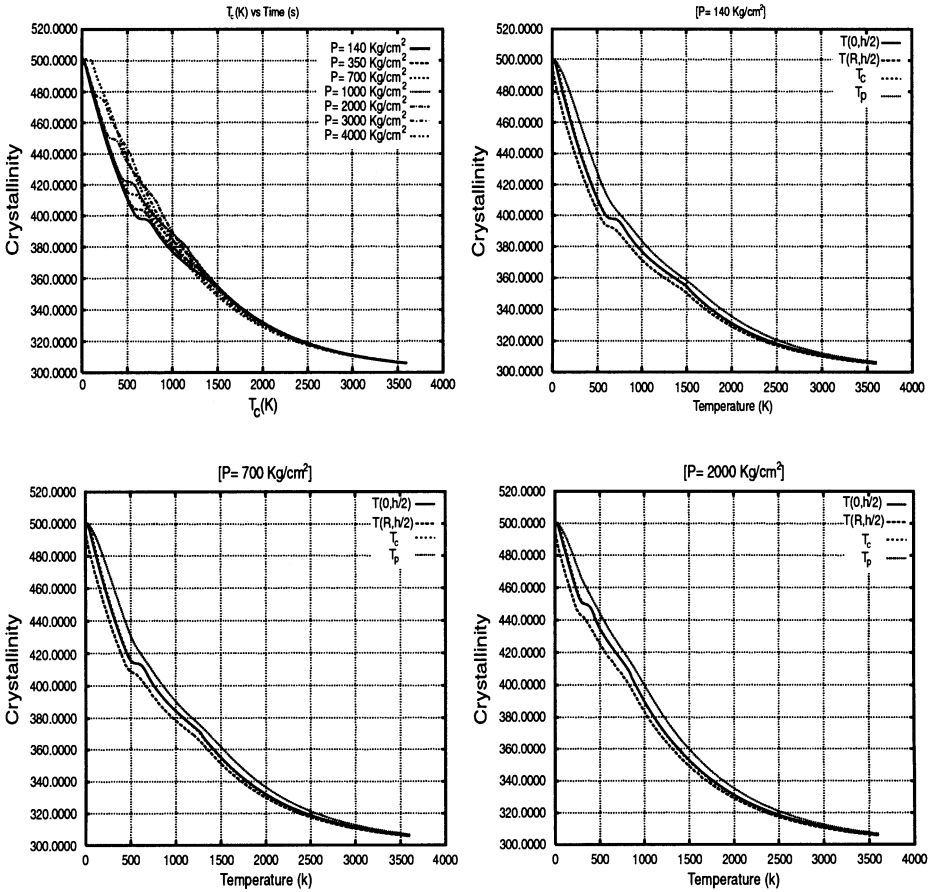 T_c(K) vs Time (s)
520.0000
500.0000
480.0000
460.0000
440.0000
420.0000
400.0000
380.0000
360.0000
340.0000
320.0000
300.0000
Crystallinity
P= 140 Kg/cm²
P= 350 Kg/cm²
P= 700 Kg/cm²
P= 1000 Kg/cm²
P= 2000 Kg/cm²
P= 3000 Kg/cm²
P= 4000 Kg/cm²
0 500 1000 1500 2000 2500 3000 3500 4000
T_c(K)
[P= 140 Kg/cm²]
520.0000
500.0000
480.0000
460.0000
440.0000
420.0000
400.0000
380.0000
360.0000
340.0000
320.0000
300.0000
Crystallinity
T(0,h/2)
T(R,h/2)
T_c
T_p
0 500 1000 1500 2000 2500 3000 3500 4000
Temperature (K)
[P= 700 Kg/cm²]
520.0000
500.0000
480.0000
460.0000
440.0000
420.0000
400.0000
380.0000
360.0000
340.0000
320.0000
300.0000
Crystallinity
T(0,h/2)
T(R,h/2)
T_c
T_p
0 500 1000 1500 2000 2500 3000 3500 4000
Temperature (k)
[P= 2000 Kg/cm²]
520.0000
500.0000
480.0000
460.0000
440.0000
420.0000
400.0000
380.0000
360.0000
340.0000
320.0000
300.0000
Crystallinity
T(0,h/2)
T(R,h/2)
T_c
T_p
0 500 1000 1500 2000 2500 3000 3500 4000
Temperature (k)